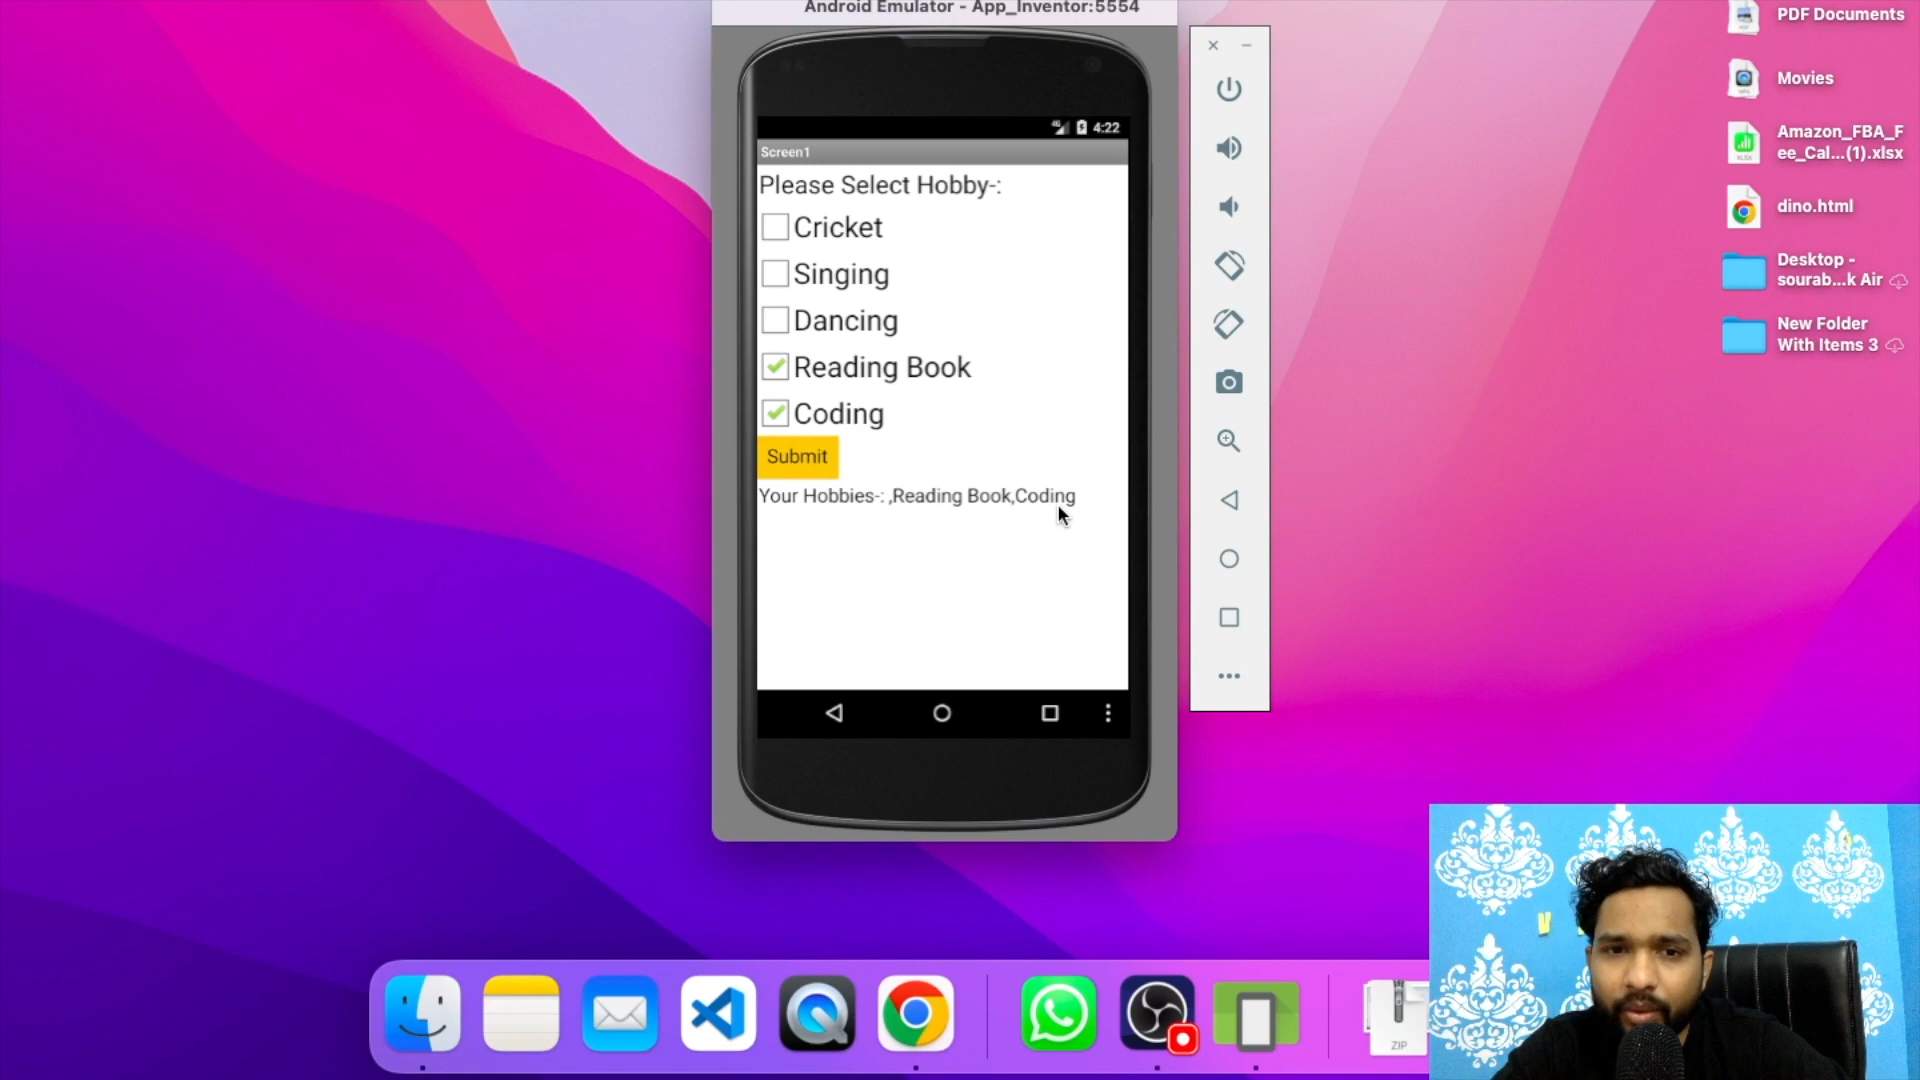 Android Emulator - App_Inventor:5554
4G 4:22
Screen1
Please Select Hobby-:
Cricket
Singing
Dancing
Reading Book
Coding
Submit
Your Hobbies-: ,Reading Book,Coding
PDF Documents
Movies
Amazon_FBA_F
ee_Cal...(1).xlsx
XLSX
dino.html
Desktop -
sourab...k Air
New Folder
With Items 3
ZIP